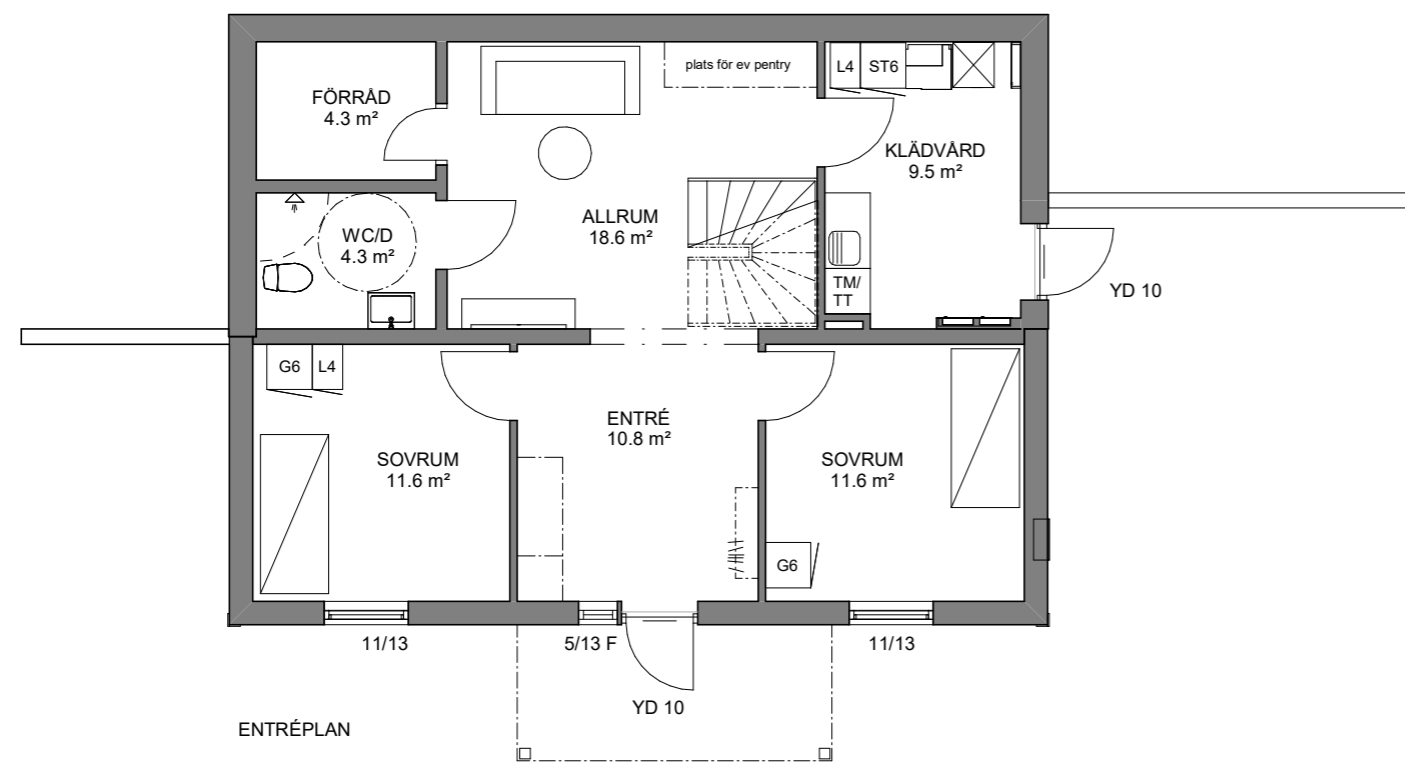 FÖRRÅD
4.3 m²
plats för ev pentry
L4
ST6
KLÄDVÅRD
9.5 m²
WC/D
4.3 m²
ALLRUM
18.6 m²
TM/
TT
YD 10
G6
L4
ENTRÉ
10.8 m²
SOVRUM
11.6 m²
SOVRUM
11.6 m²
G6
11/13
5/13 F
11/13
YD 10
ENTRÉPLAN